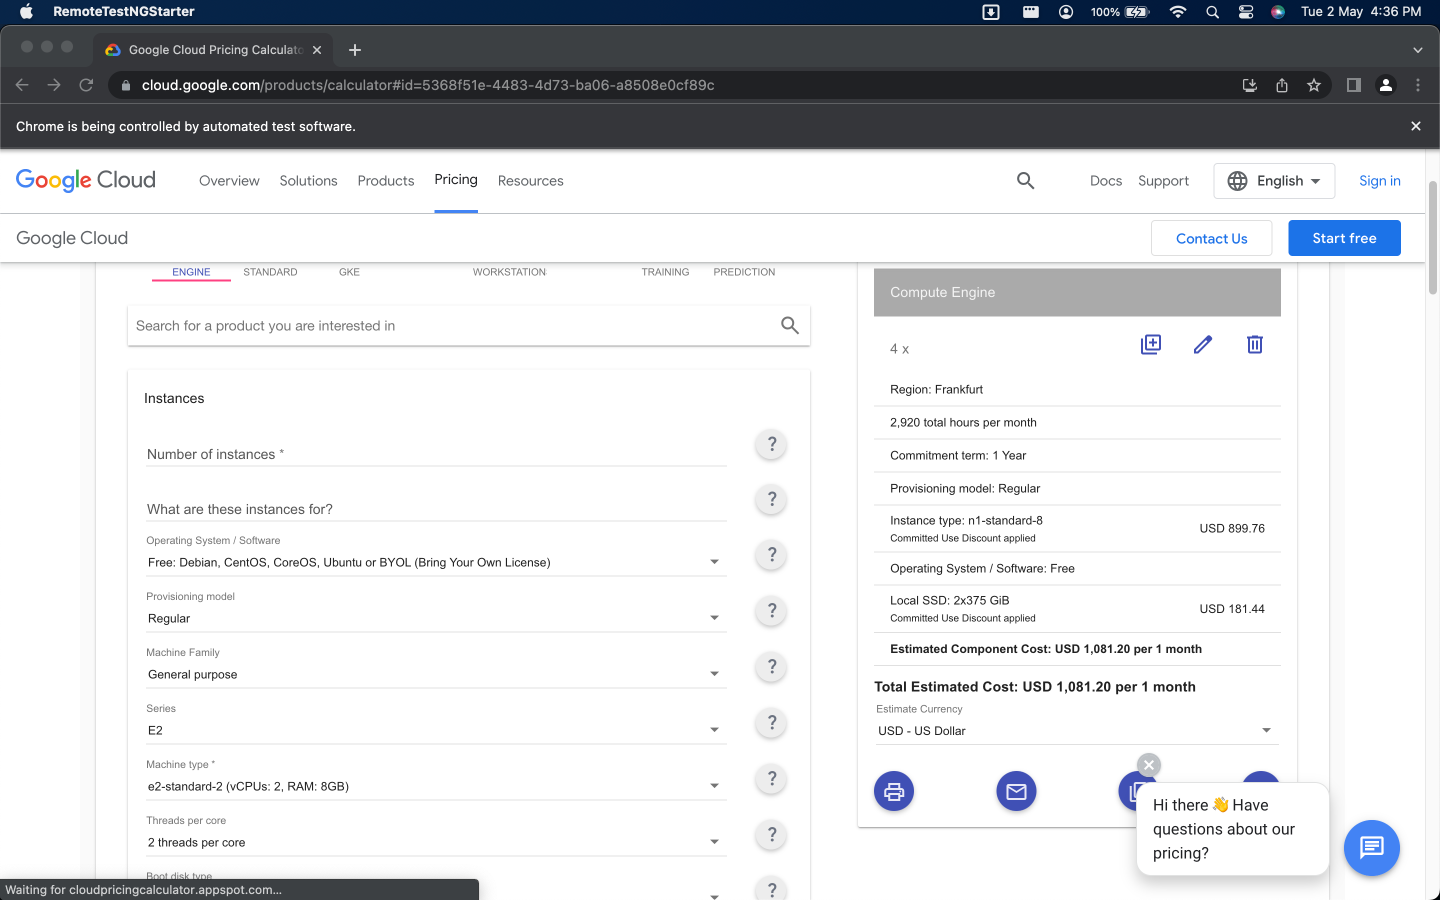 RemoteTestNGStarter
100%
Tue 2 May 4:36 PM
Google Cloud Pricing Calculato
cloud.google.com/products/calculator#id=5368f51e-4483-4d73-ba06-a8508e0cf89c
Chrome is being controlled by automated test software.
Google Cloud
Overview
Solutions
Products
Pricing
Resources
Docs
Support
English
Sign in
Google Cloud
Contact Us
Start free
ENGINE
STANDARD
GKE
WORKSTATION
TRAINING
PREDICTION
Search for a product you are interested in
Instances
Number of instances *
?
What are these instances for?
?
Operating System / Software
Free: Debian, CentOS, CoreOS, Ubuntu or BYOL (Bring Your Own License)
?
Provisioning model
Regular
?
Machine Family
General purpose
?
Series
E2
?
Machine type *
e2-standard-2 (vCPUs: 2, RAM: 8GB)
?
Threads per core
2 threads per core
?
Boot disk type
?
Waiting for cloudpricingcalculator.appspot.com...
Compute Engine
4 x
Region: Frankfurt
2,920 total hours per month
Commitment term: 1 Year
Provisioning model: Regular
Instance type: n1-standard-8
Committed Use Discount applied
USD 899.76
Operating System / Software: Free
Local SSD: 2x375 GiB
Committed Use Discount applied
USD 181.44
Estimated Component Cost: USD 1,081.20 per 1 month
Total Estimated Cost: USD 1,081.20 per 1 month
Estimate Currency
USD - US Dollar
Hi there 👋 Have
questions about our
pricing?